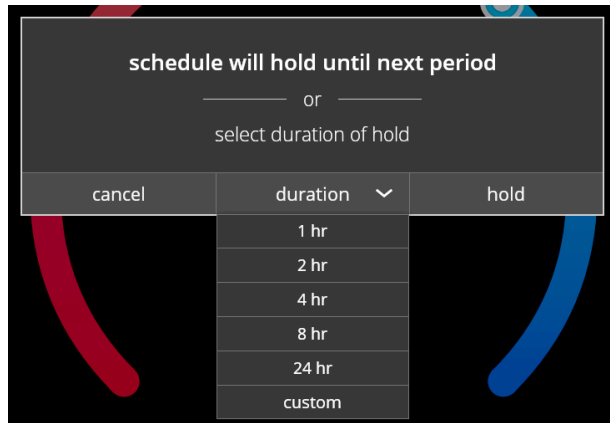 schedule will hold until next period
or
select duration of hold
cancel duration hold
1 hr
2 hr
4 hr
8 hr
24 hr
custom